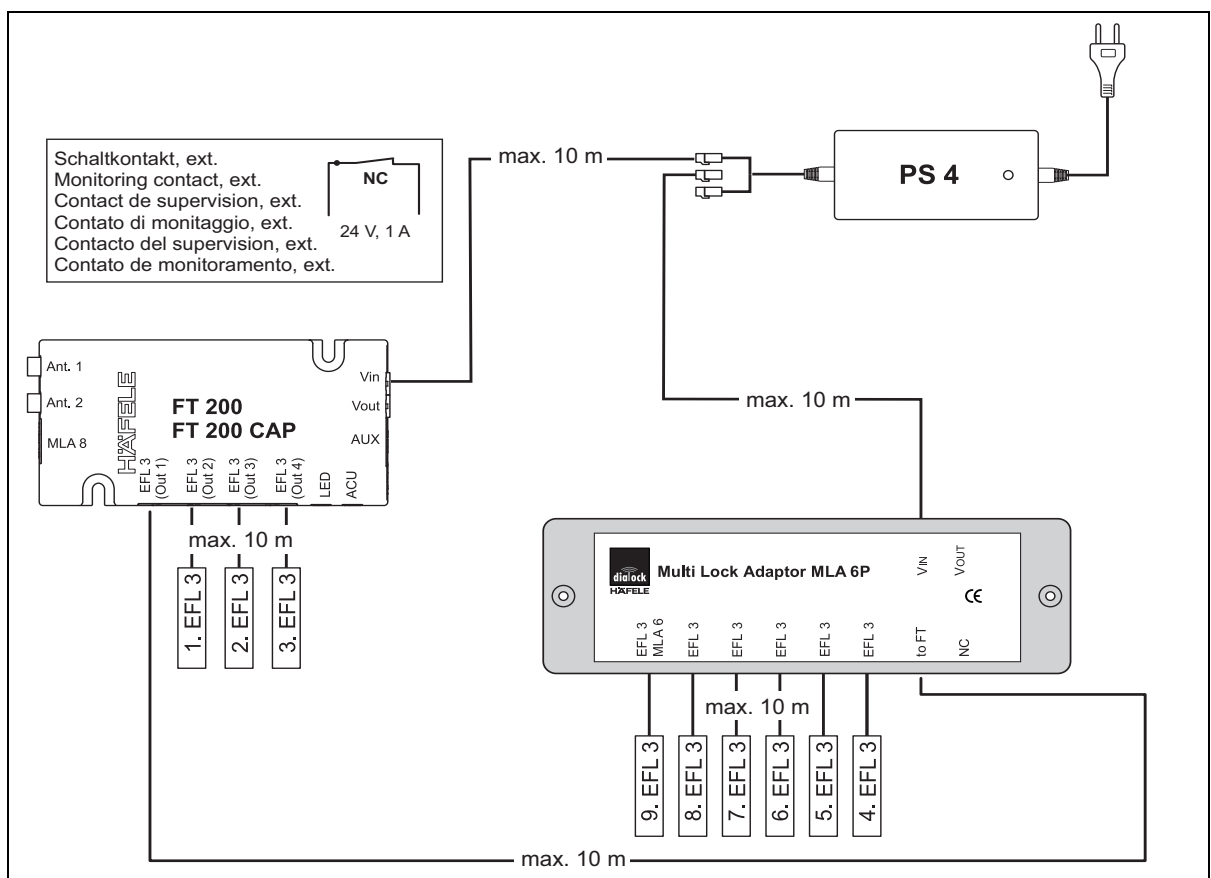 Schaltkontakt, ext.
Monitoring contact, ext.
Contact de supervision, ext.
Contato di monitaggio, ext.
Contacto del supervision, ext.
Contato de monitoramento, ext.
NC
24 V, 1 A
max. 10 m
PS 4
Ant. 1
Ant. 2
MLA 8
HÄFELE
FT 200
FT 200 CAP
Vin
Vout
AUX
EFL 3
(Out 1)
EFL 3
(Out 2)
EFL 3
(Out 3)
EFL 3
(Out 4)
LED
ACU
max. 10 m
1. EFL 3
2. EFL 3
3. EFL 3
max. 10 m
dialock
HÄFELE
Multi Lock Adaptor MLA 6P
VIN
VOUT
CE
EFL 3
MLA 6
EFL 3
EFL 3
EFL 3
EFL 3
EFL 3
to FT
NC
max. 10 m
9. EFL 3
8. EFL 3
7. EFL 3
6. EFL 3
5. EFL 3
4. EFL 3
max. 10 m